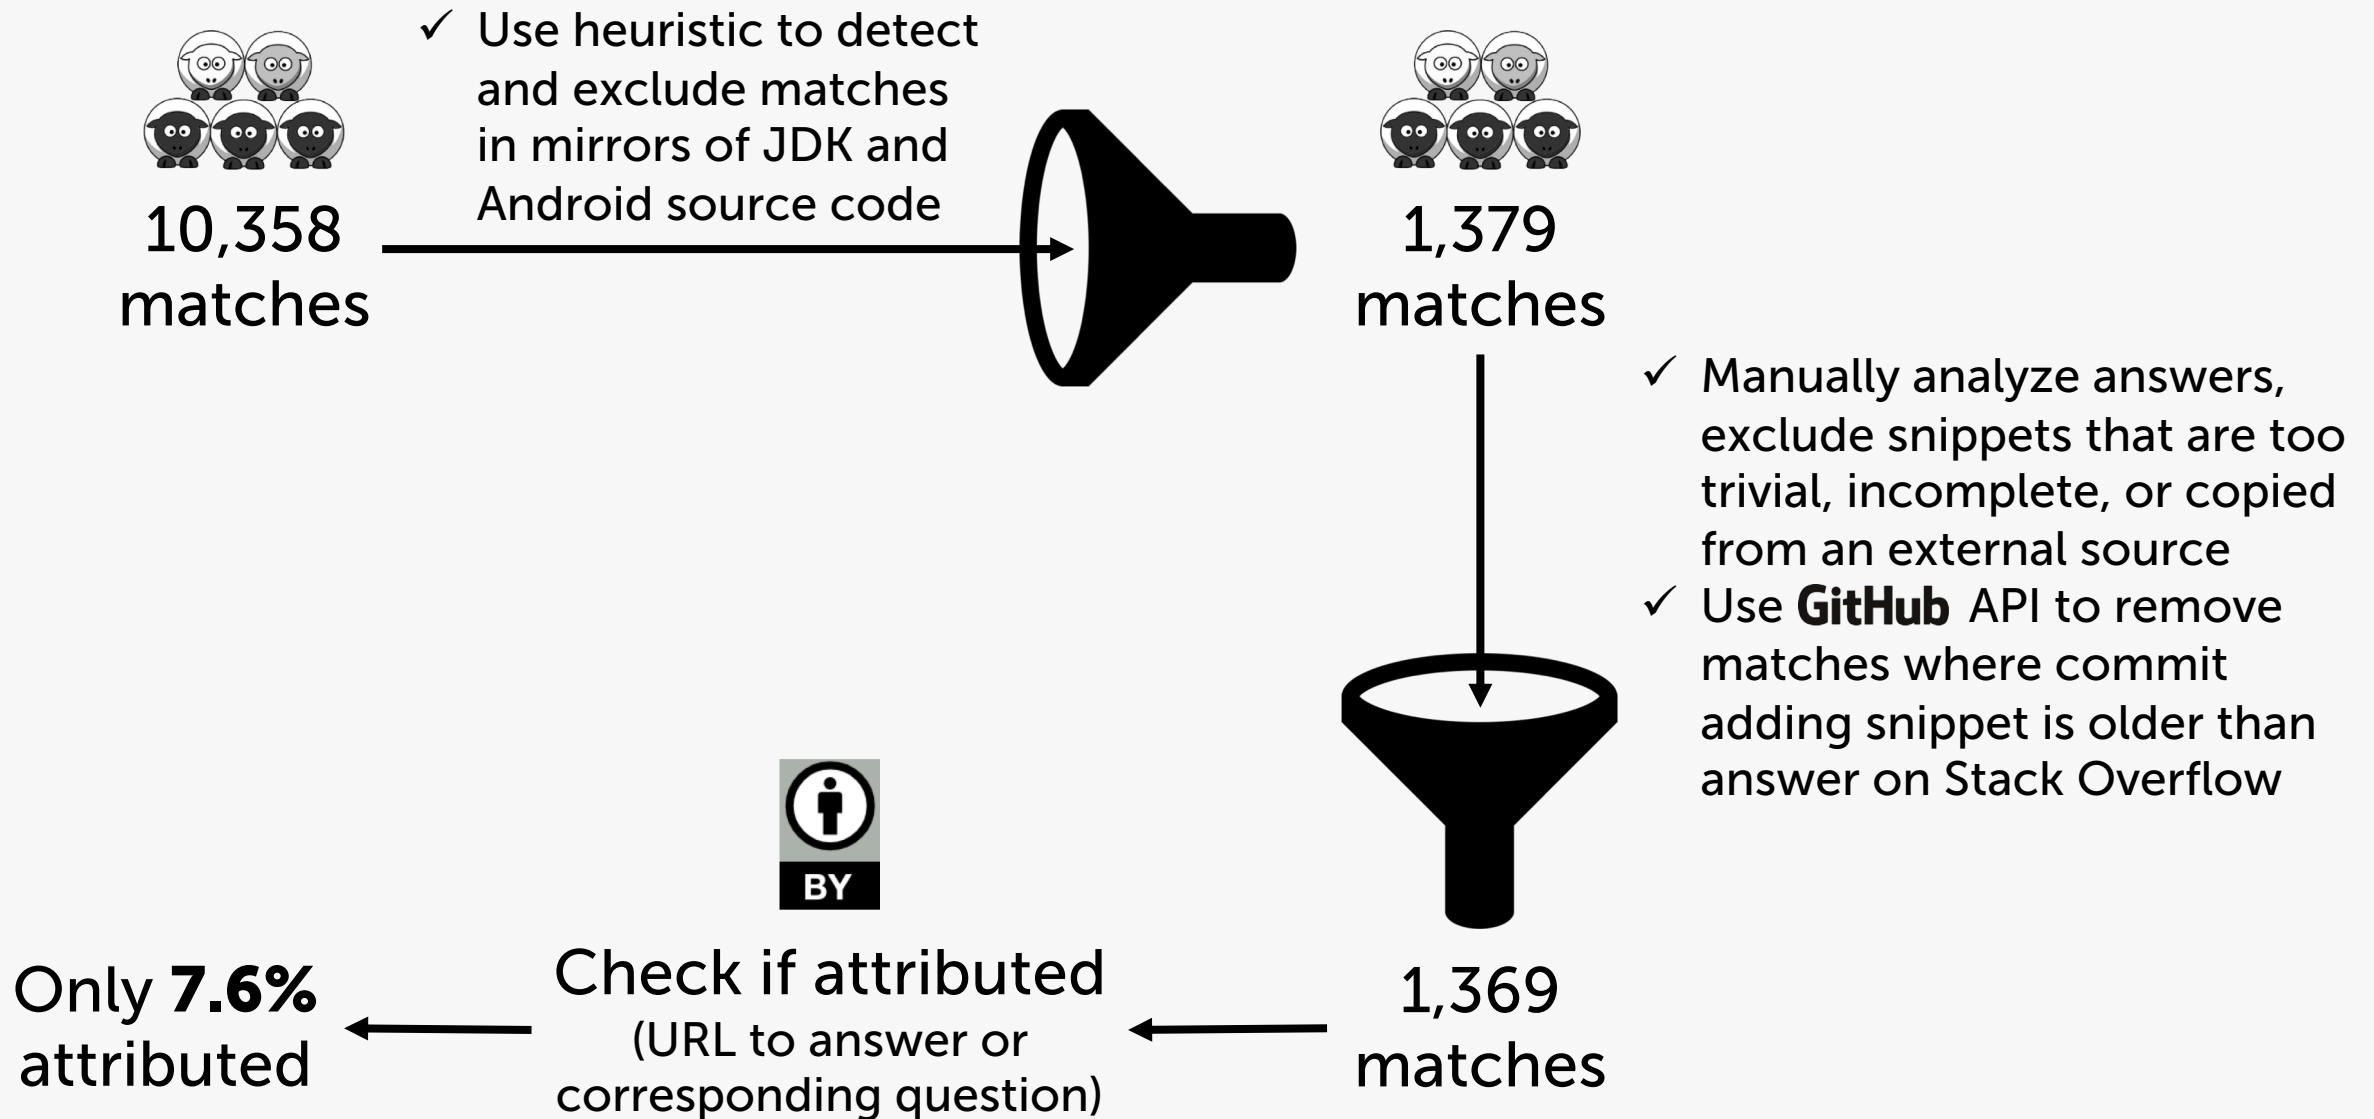 ✓ Use heuristic to detect
and exclude matches
in mirrors of JDK and
Android source code
10,358
matches
1,379
matches
✓ Manually analyze answers,
exclude snippets that are too
trivial, incomplete, or copied
from an external source
✓ Use GitHub API to remove
matches where commit
adding snippet is older than
answer on Stack Overflow
1,369
matches
BY
Check if attributed
(URL to answer or
corresponding question)
Only 7.6%
attributed